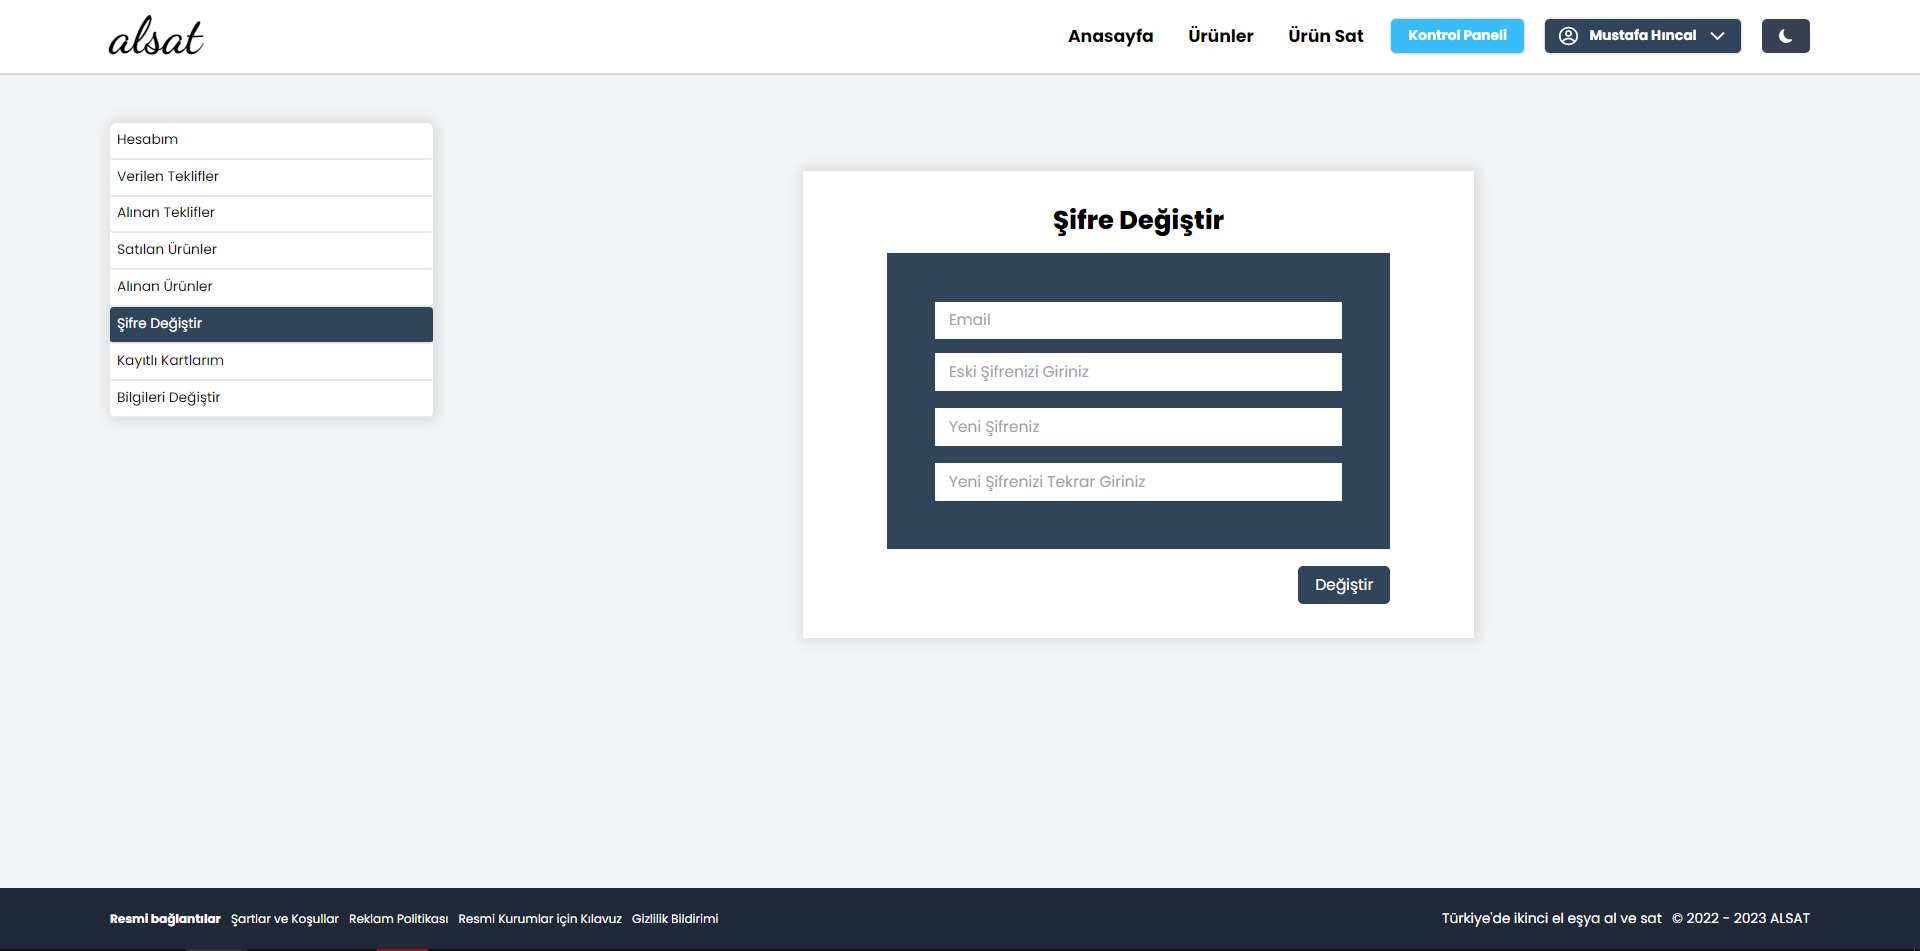 alsat
Anasayfa Ürünler Ürün Sat Kontrol Paneli Mustafa Hıncal
Hesabım
Verilen Teklifler
Alınan Teklifler
Satılan Ürünler
Alınan Ürünler
Şifre Değiştir
Kayıtlı Kartlarım
Bilgileri Değiştir
Şifre Değiştir
Email
Eski Şifrenizi Giriniz
Yeni Şifreniz
Yeni Şifrenizi Tekrar Giriniz
Değiştir
Resmi bağlantılar Şartlar ve Koşullar Reklam Politikası Resmi Kurumlar için Kılavuz Gizlilik Bildirimi
Türkiye'de ikinci el eşya al ve sat © 2022 - 2023 ALSAT